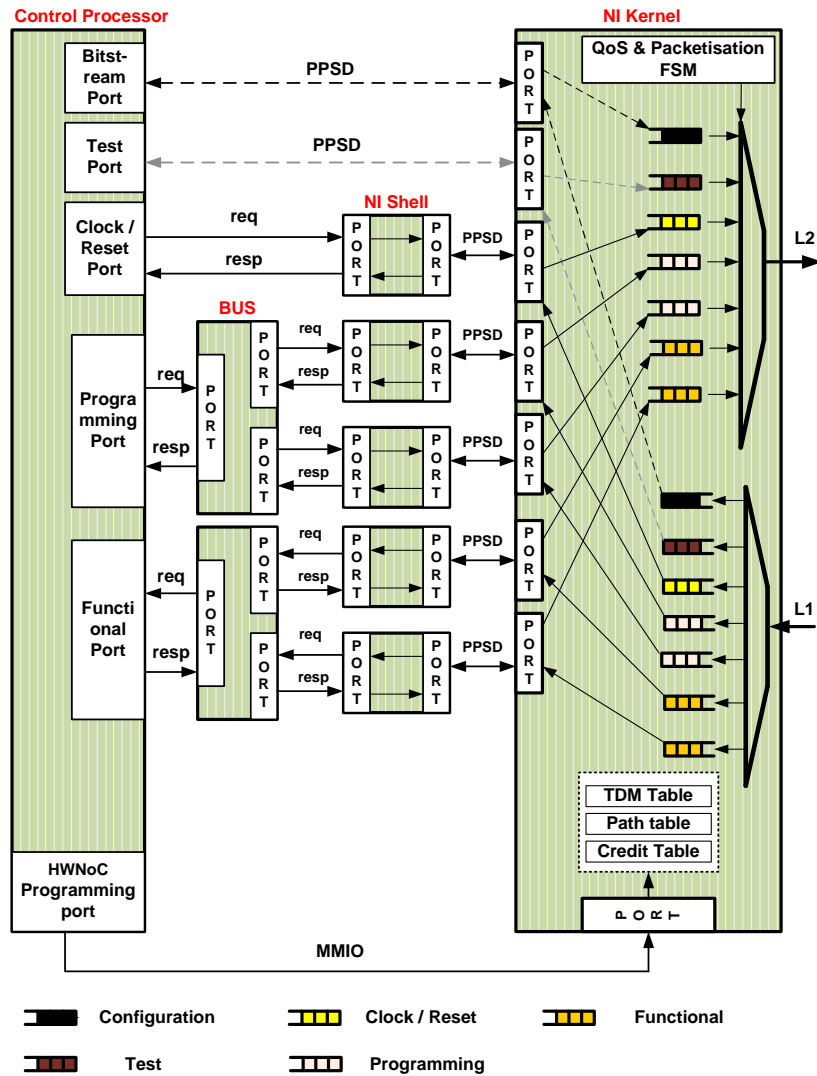 Control Processor
NI Kernel
Bitst-
ream
Port
PPSD
PORT
QoS & Packetisation
FSM
Test
Port
PPSD
PORT
Clock /
Reset
Port
req
resp
NI Shell
PORT
PORT
PPSD
PORT
L2
BUS
Progra
mming
Port
req
resp
PORT
PORT
req
resp
PORT
PORT
PPSD
PORT
PORT
req
resp
PORT
PORT
PPSD
PORT
Functi
onal
Port
req
resp
PORT
PORT
req
resp
PORT
PORT
PPSD
PORT
PORT
req
resp
PORT
PORT
PPSD
PORT
L1
TDM Table
Path table
Credit Table
HWNoC
Programming
port
PORT
MMIO
Configuration
Clock / Reset
Functional
Test
Programming